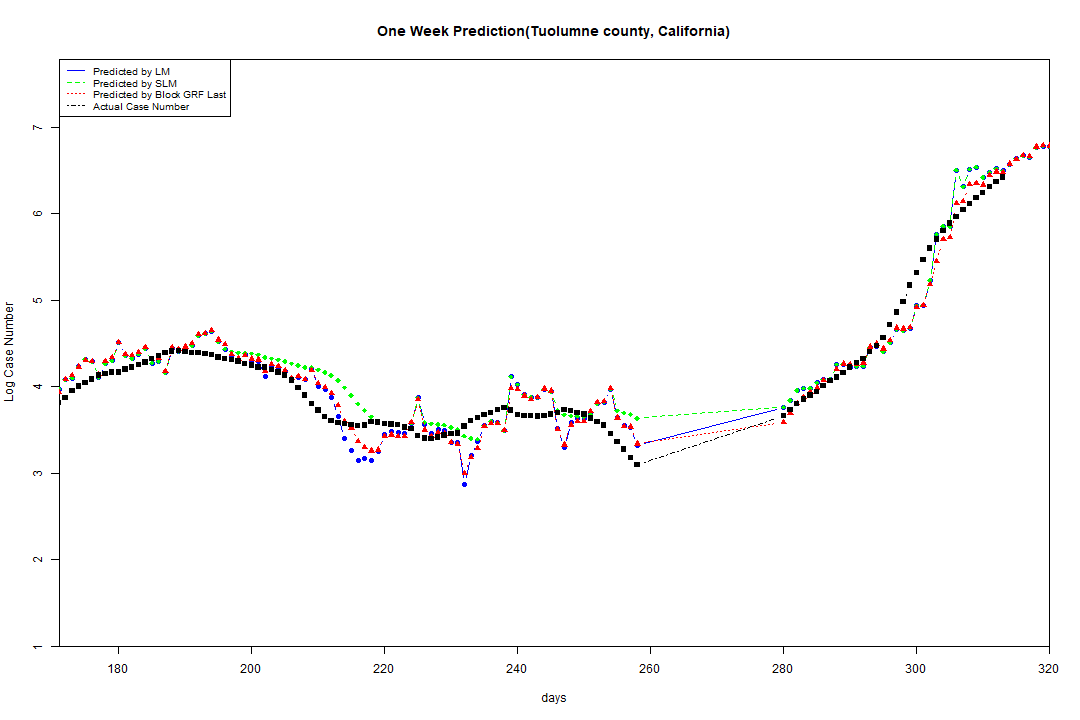 One Week Prediction(Tuolumne county, California)
Predicted by LM
Predicted by SLM
Predicted by Block GRF Last
Actual Case Number
7
6
5
4
3
2
1
Log Case Number
180 200 220 240 260 280 300 320
days